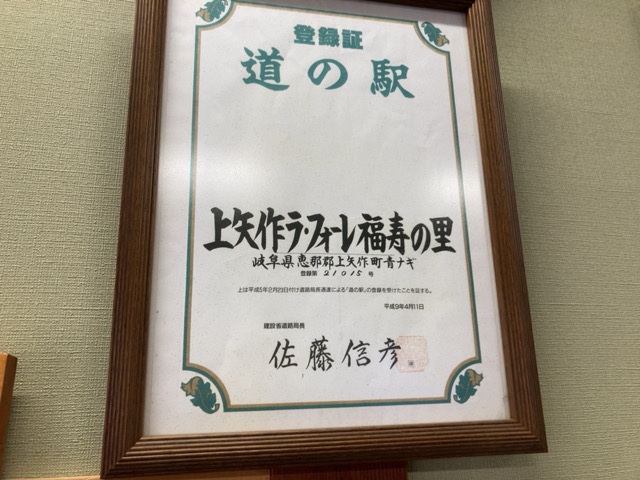 登録証
道の駅
上矢作ラ・フォーレ福寿の里
岐阜県恵那郡上矢作町青ナギ
登録第 21015 号
上は平成5年2月23日付け道路局長通達による「道の駅」の登録を受けたことを証する。
平成9年4月11日
建設省道路局長
佐藤信彦